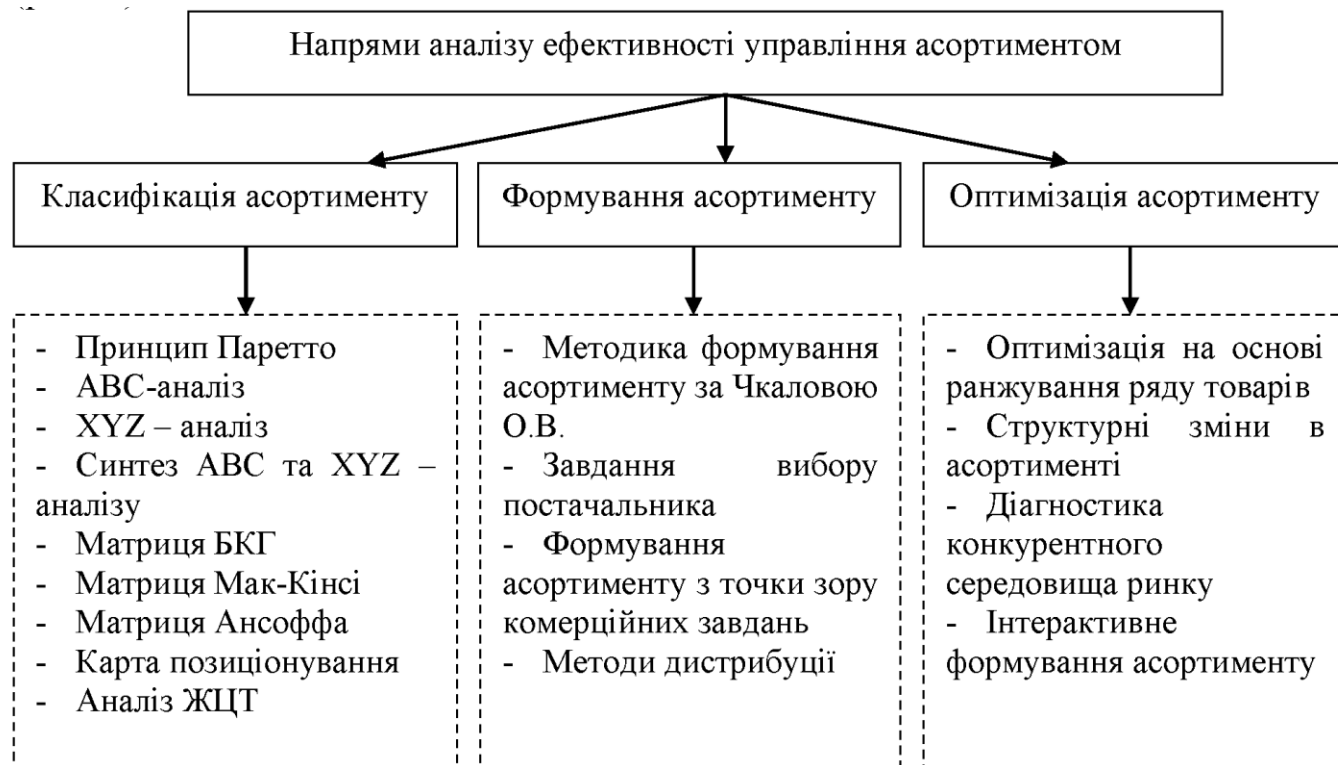 Напрями аналізу ефективності управління асортиментом
Класифікація асортименту
Формування асортименту
Оптимізація асортименту
- Принцип Паретто
- АВС-аналіз
- XYZ – аналіз
- Синтез АВС та XYZ –
аналізу
- Матриця БКГ
- Матриця Мак-Кінсі
- Матриця Ансоффа
- Карта позиціонування
- Аналіз ЖЦТ
- Методика формування
асортименту за Чкаловою
О.В.
- Завдання вибору
постачальника
- Формування
асортименту з точки зору
комерційних завдань
- Методи дистрибуції
- Оптимізація на основі
ранжування ряду товарів
- Структурні зміни в
асортименті
- Діагностика
конкурентного
середовища ринку
- Інтерактивне
формування асортименту